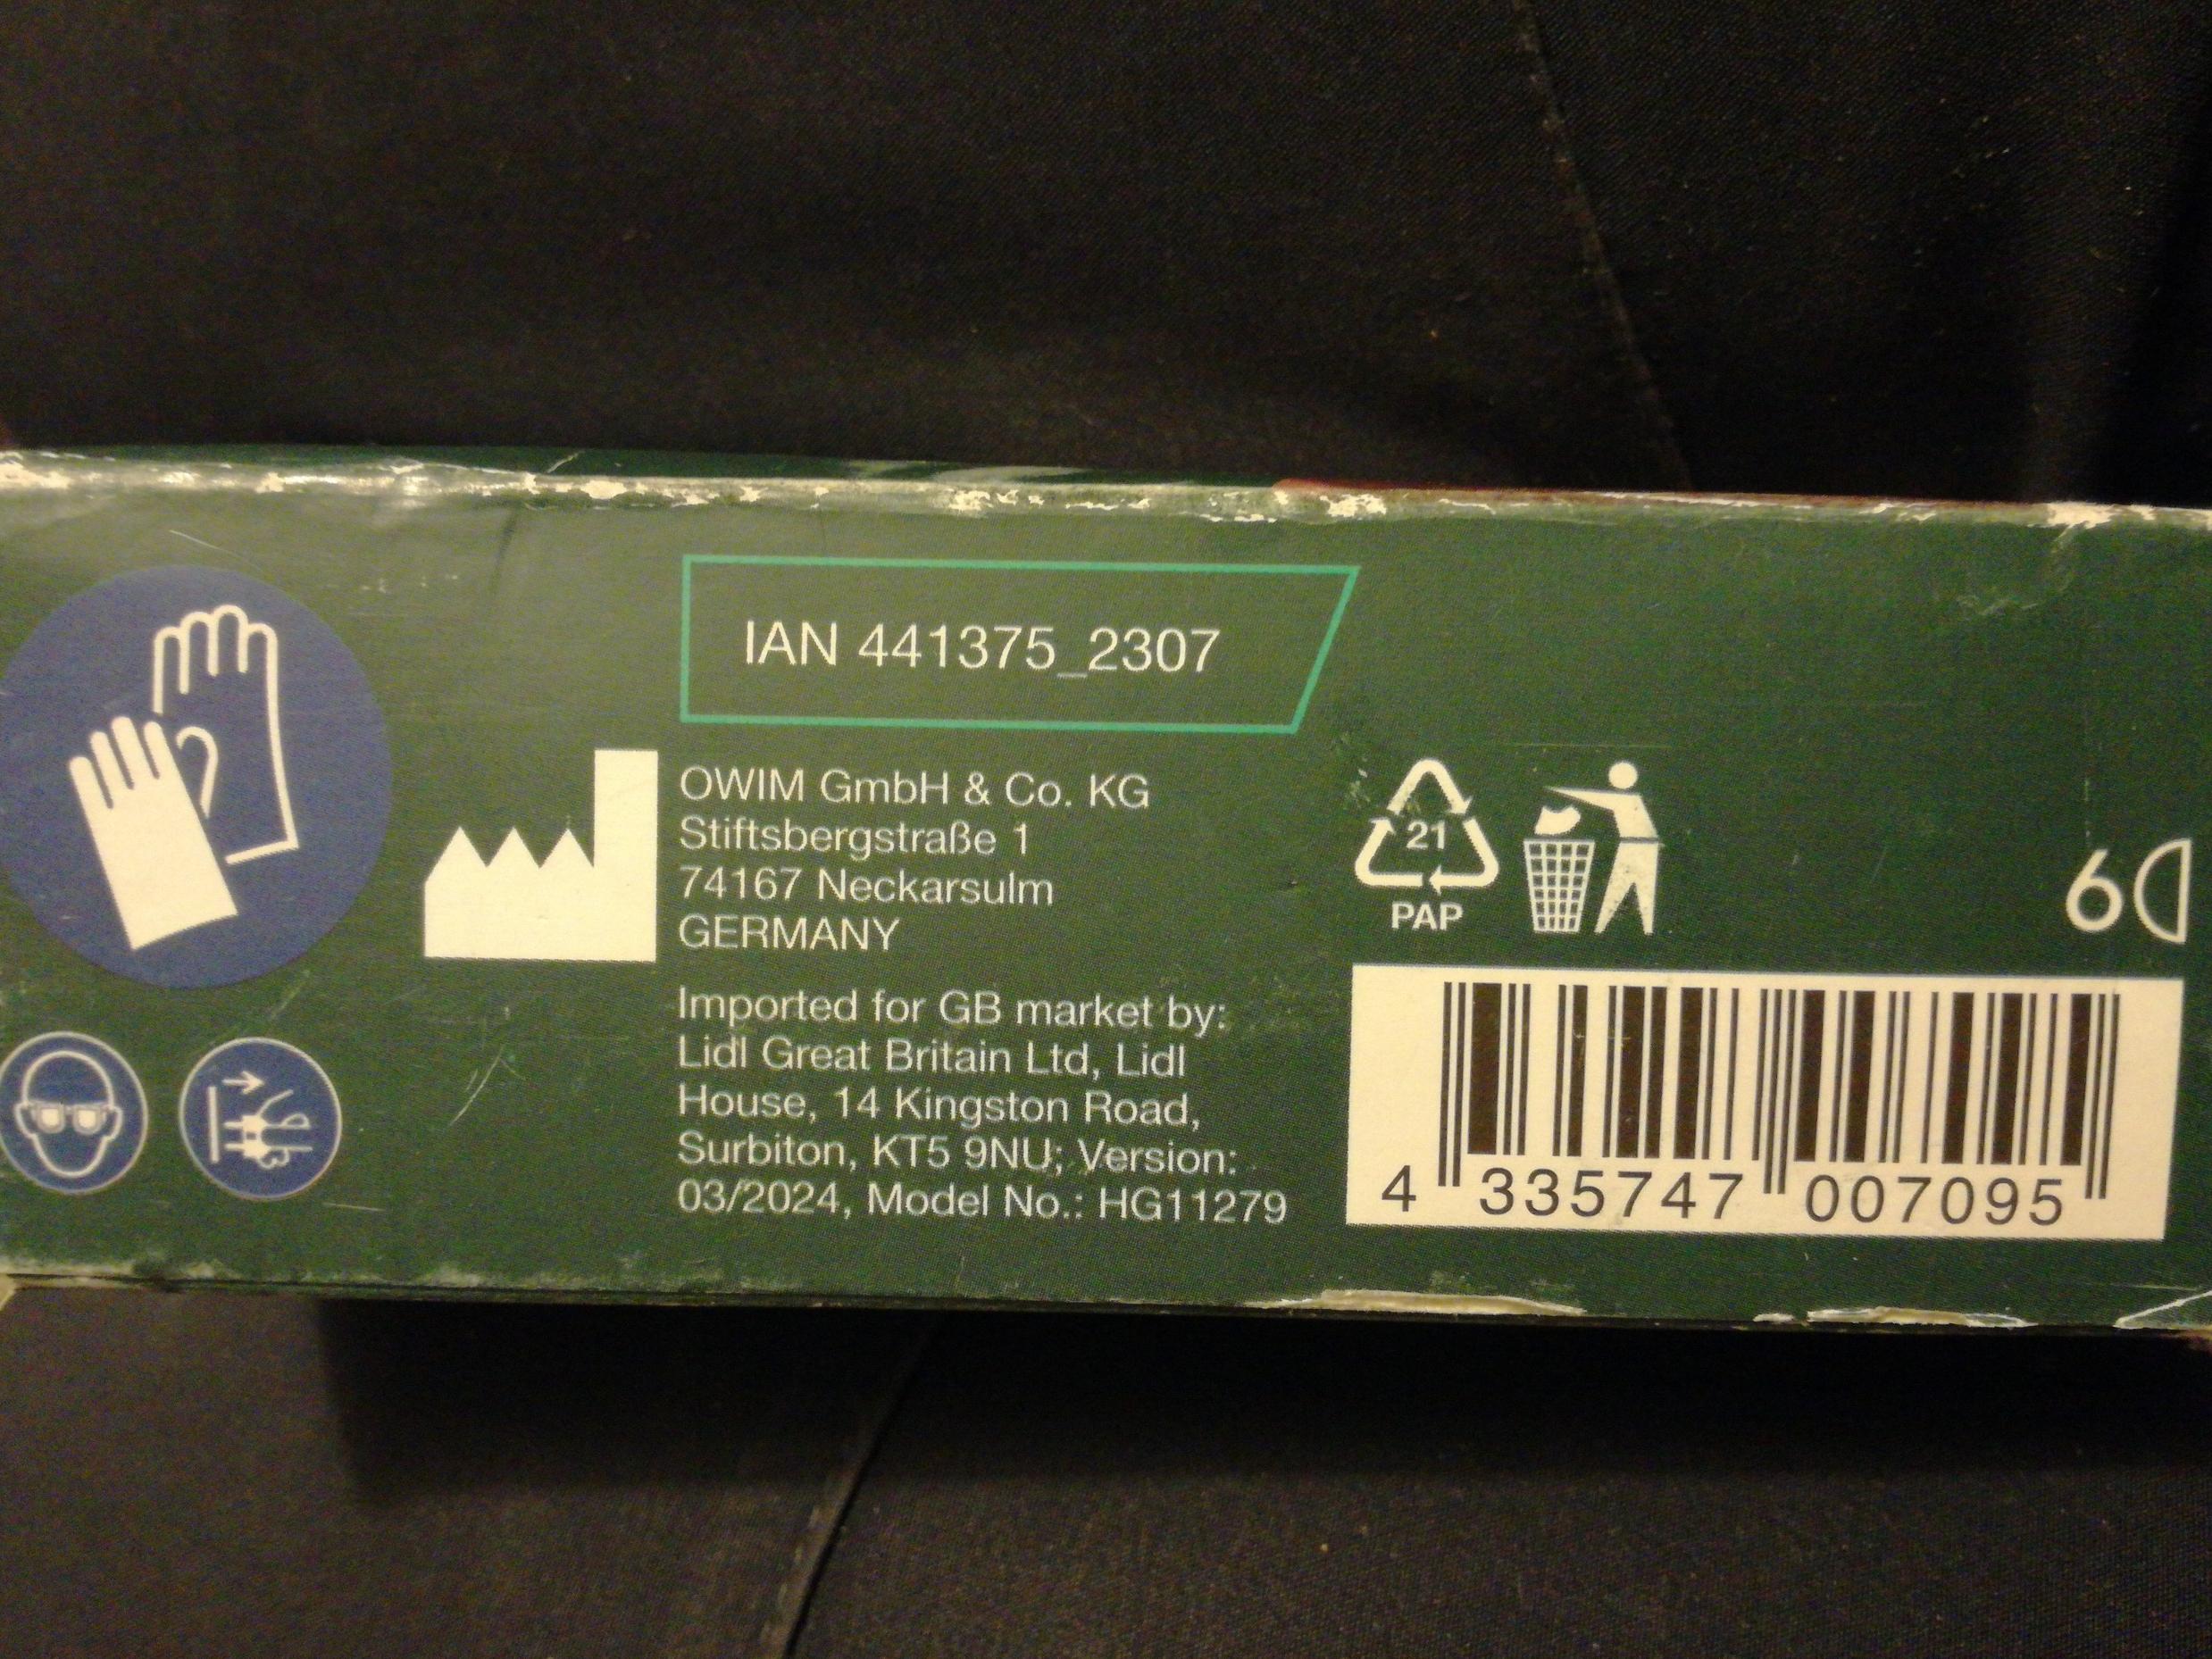 IAN 441375_2307
OWIM GmbH & Co. KG
Stiftsbergstraße 1
74167 Neckarsulm
GERMANY
Imported for GB market by:
Lidl Great Britain Ltd, Lidl
House, 14 Kingston Road,
Surbiton, KT5 9NU; Version:
03/2024, Model No.: HG11279
21
PAP
6
4 335747 007095